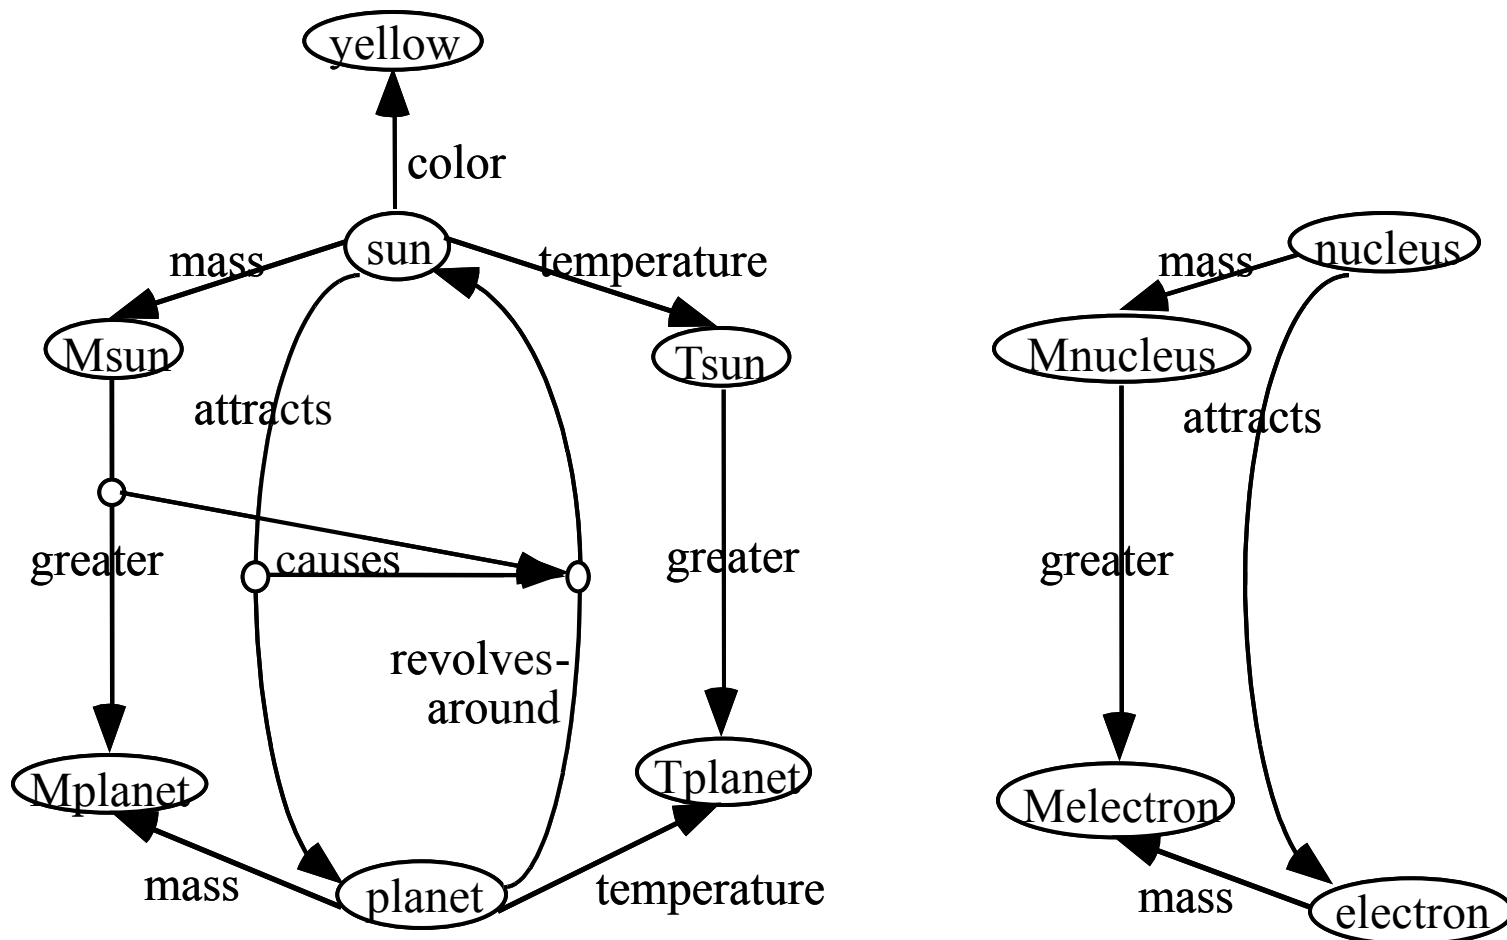 yellow
color
sun
nucleus
mass
temperature
mass
Msun
Tsun
Mnucleus
attracts
attracts
greater
causes
greater
greater
revolves-
around
Mplanet
Tplanet
Melectron
mass
planet
temperature
mass
electron